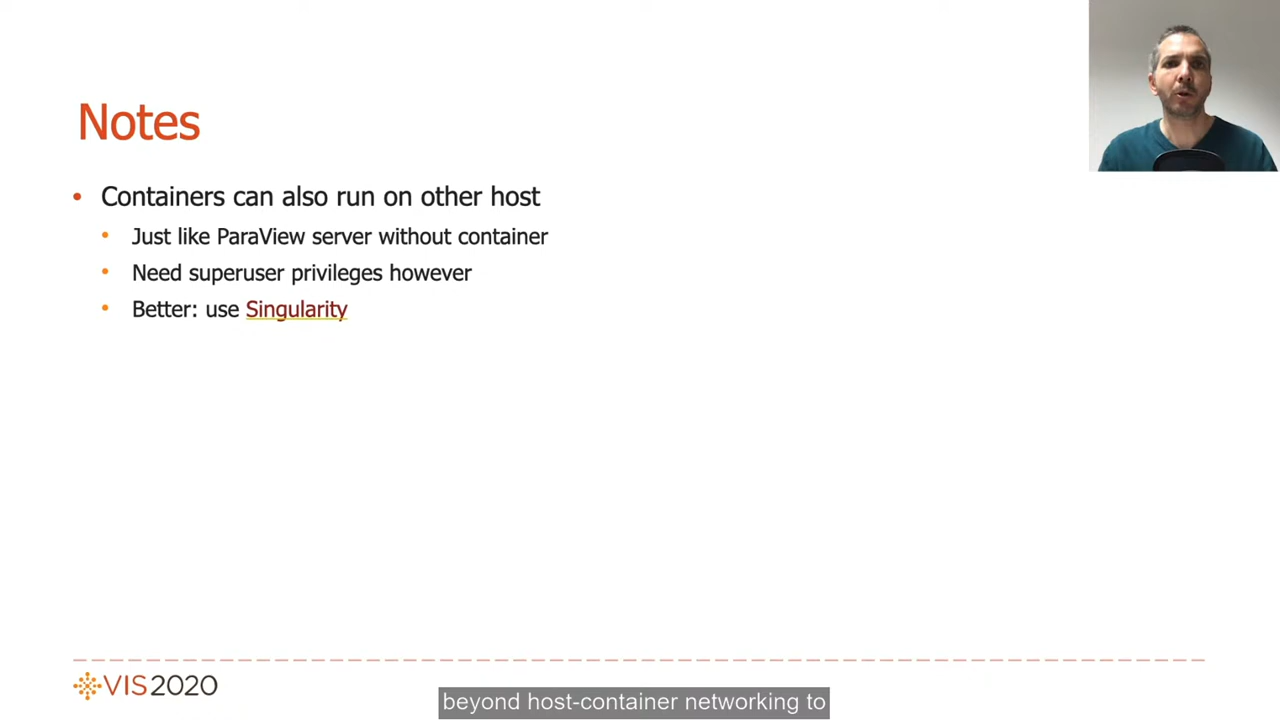 Notes
• Containers can also run on other host
• Just like ParaView server without container
• Need superuser privileges however
• Better: use Singularity
VIS2020
beyond host-container networking to